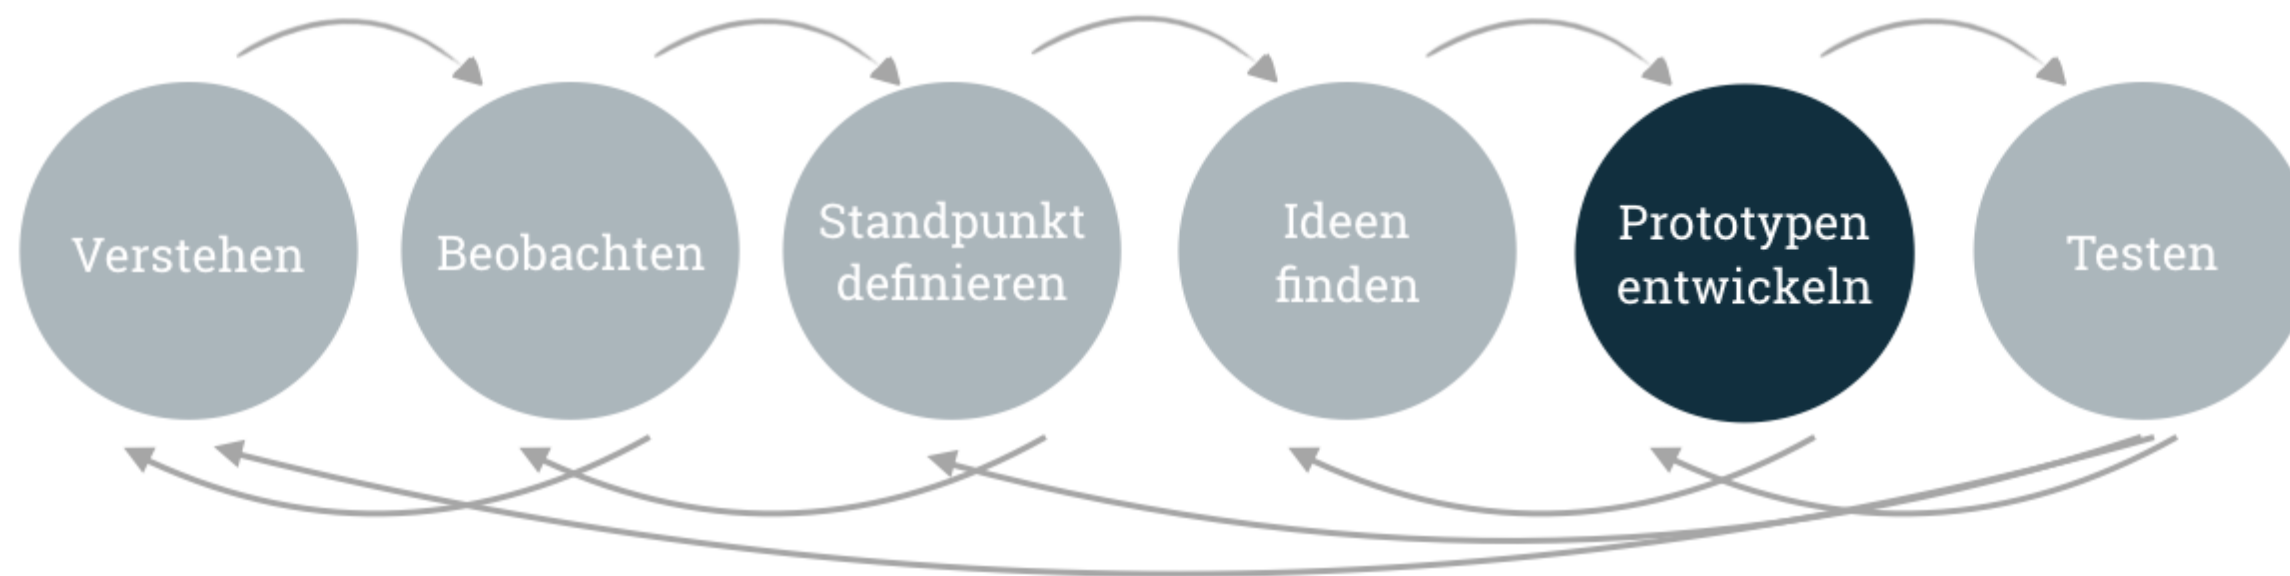 Verstehen
Beobachten
Standpunkt
definieren
Ideen
finden
Prototypen
entwickeln
Testen